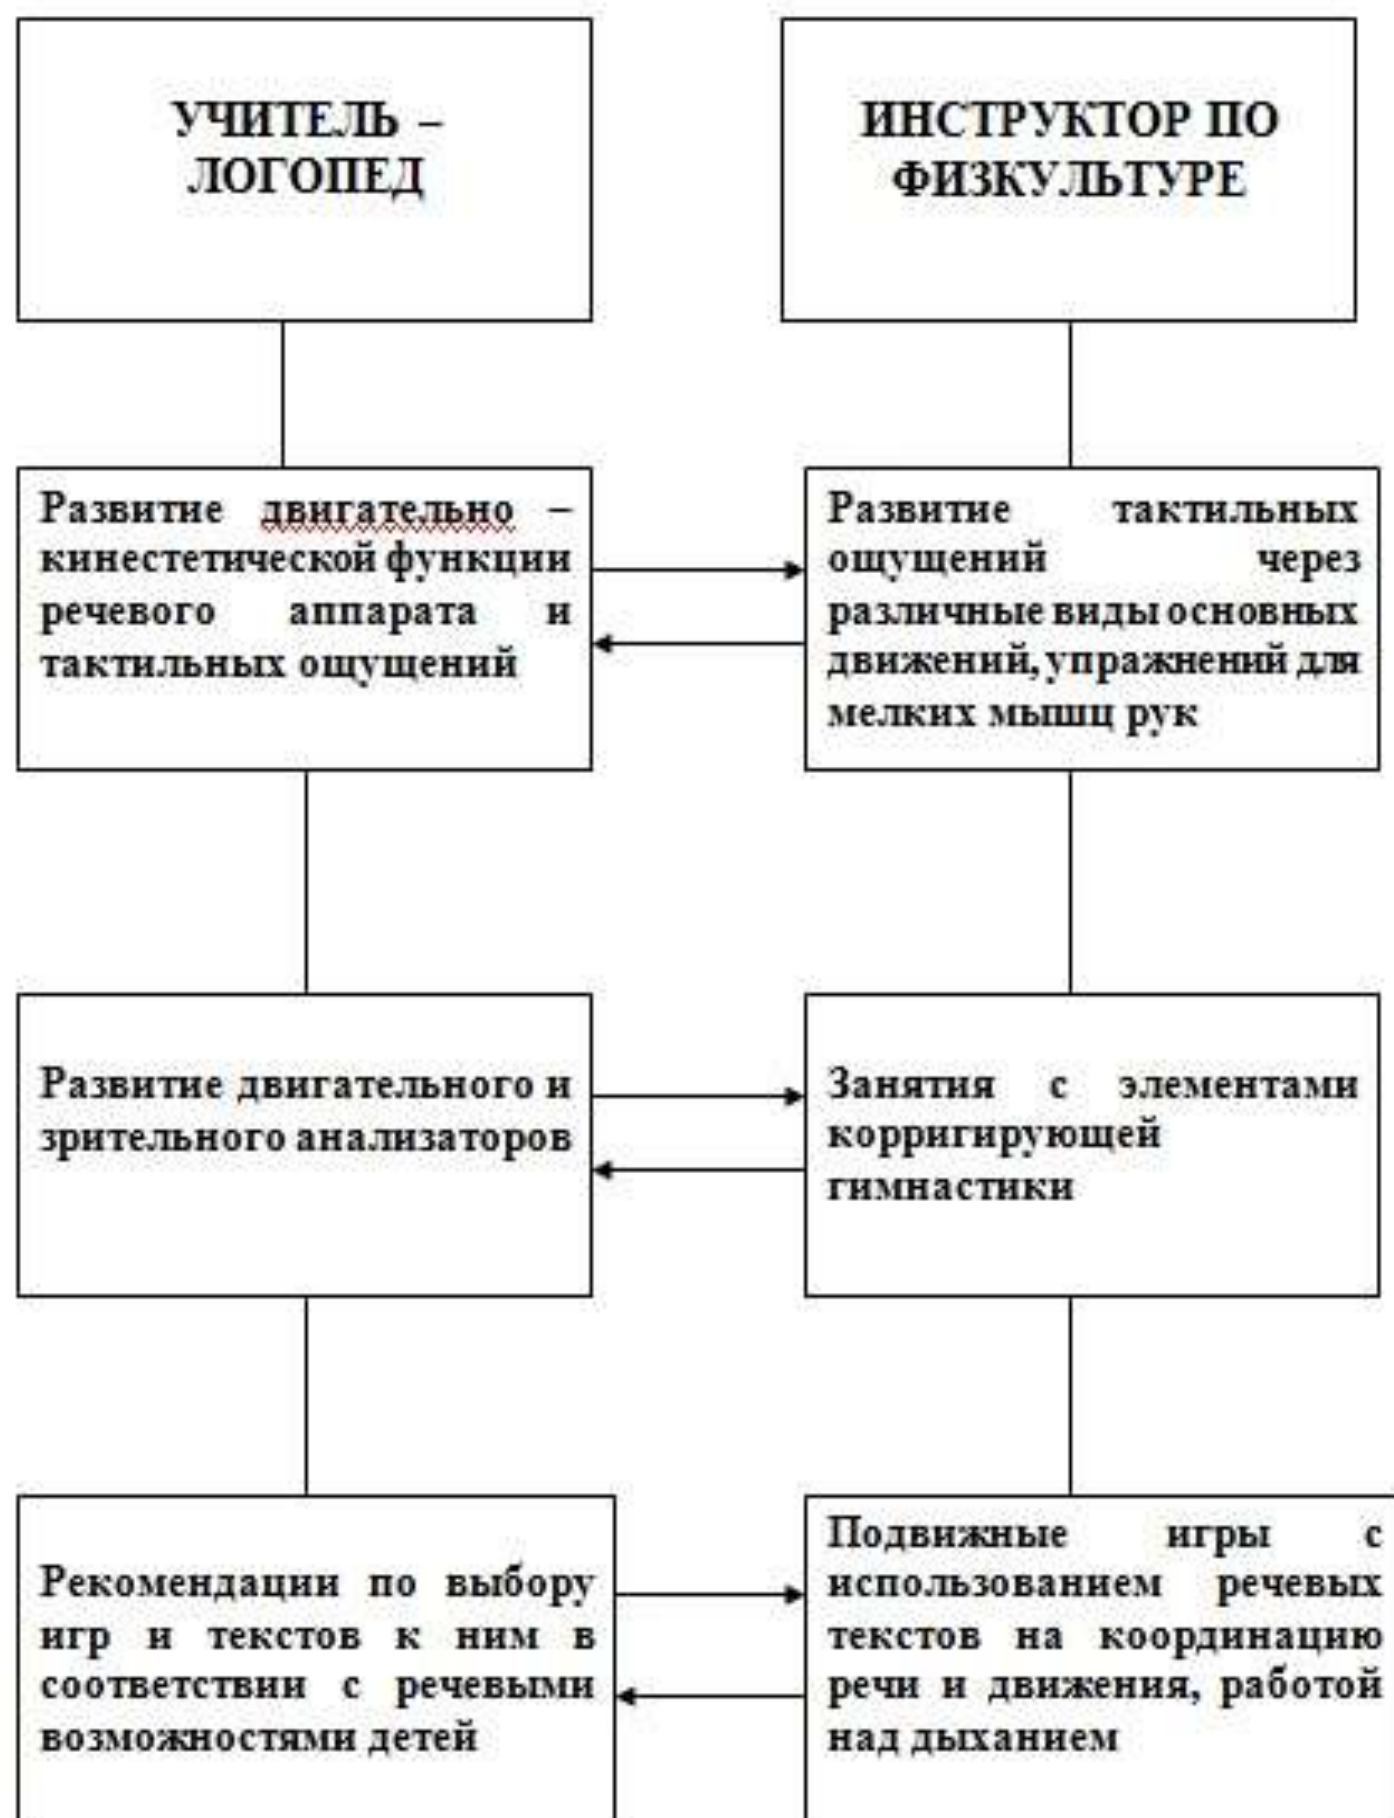 УЧИТЕЛЬ –
ЛОГОПЕД
ИНСТРУКТОР ПО
ФИЗКУЛЬТУРЕ
Развитие двигательно –
кинестетической функции
речевого аппарата и
тактильных ощущений
Развитие тактильных
ощущений через
различные виды основных
движений, упражнений для
мелких мышц рук
Развитие двигательного и
зрительного анализаторов
Занятия с элементами
корригирующей
гимнастики
Рекомендации по выбору
игр и текстов к ним в
соответствии с речевыми
возможностями детей
Подвижные игры с
использованием речевых
текстов на координацию
речи и движения, работой
над дыханием